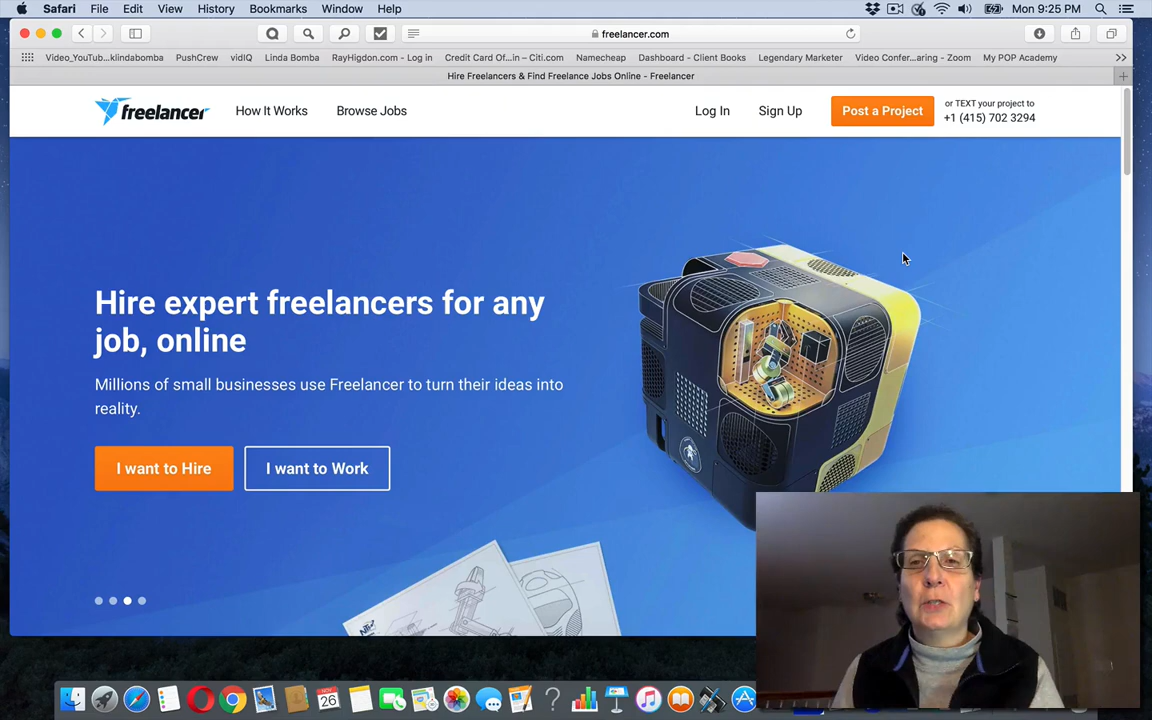 Safari File Edit View History Bookmarks Window Help
Mon 9:25 PM
freelancer.com
Video_YouTub...klindabomba PushCrew vidIQ Linda Bomba RayHigdon.com - Log in Credit Card Of...in – Citi.com Namecheap Dashboard - Client Books Legendary Marketer Video Confer...aring - Zoom My POP Academy
Hire Freelancers & Find Freelance Jobs Online - Freelancer
freelancer How It Works Browse Jobs Log In Sign Up Post a Project
or TEXT your project to
+1 (415) 702 3294
Hire expert freelancers for any
job, online
Millions of small businesses use Freelancer to turn their ideas into
reality.
I want to Hire I want to Work
NOV
26